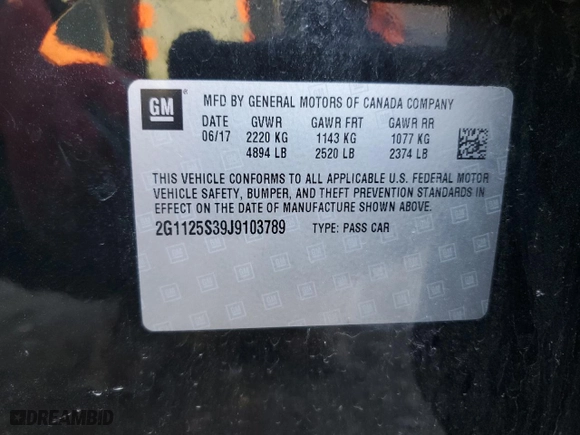 GM
MFD BY GENERAL MOTORS OF CANADA COMPANY
DATE GVWR GAWR FRT GAWR RR
06/17 2220 KG 1143 KG 1077 KG
4894 LB 2520 LB 2374 LB
THIS VEHICLE CONFORMS TO ALL APPLICABLE U.S. FEDERAL MOTOR
VEHICLE SAFETY, BUMPER, AND THEFT PREVENTION STANDARDS IN
EFFECT ON THE DATE OF MANUFACTURE SHOWN ABOVE.
2G1125S39J9103789 TYPE: PASS CAR
DREAMBID